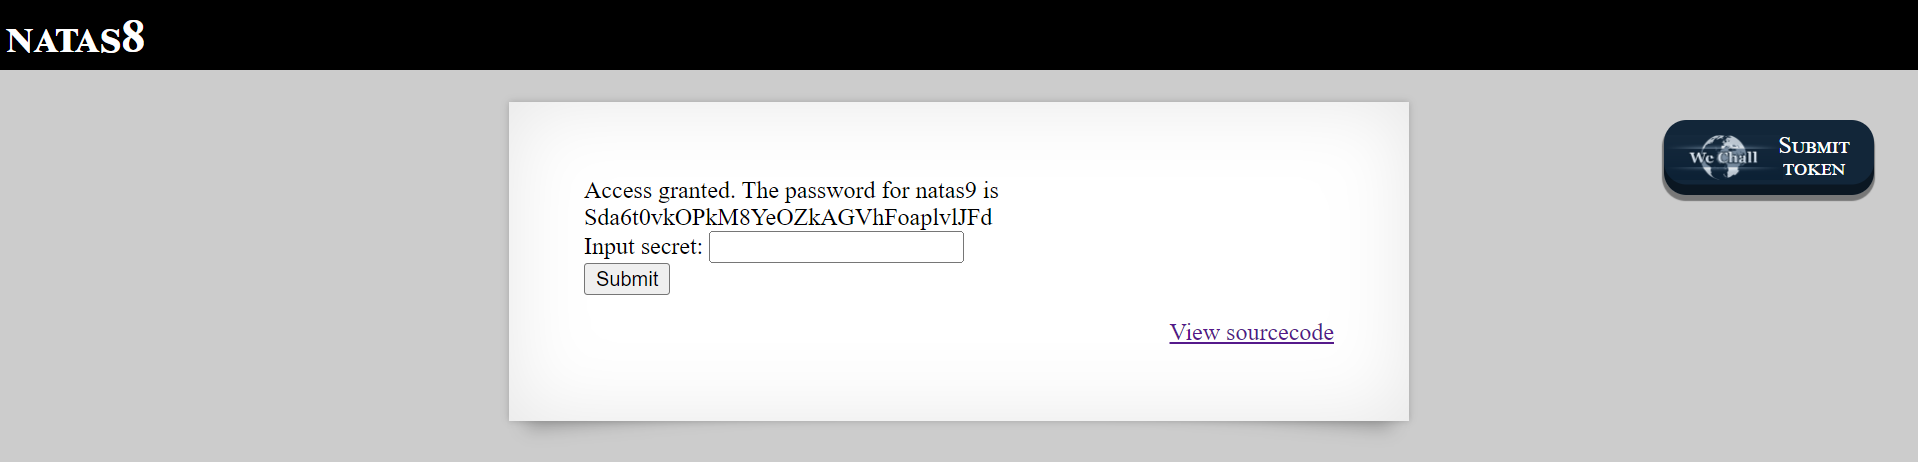 NATAS8
Access granted. The password for natas9 is
Sda6t0vkOPkM8YeOZkAGVhFoaplvlJFd
Input secret:
Submit
View sourcecode
We Chall
SUBMIT
TOKEN